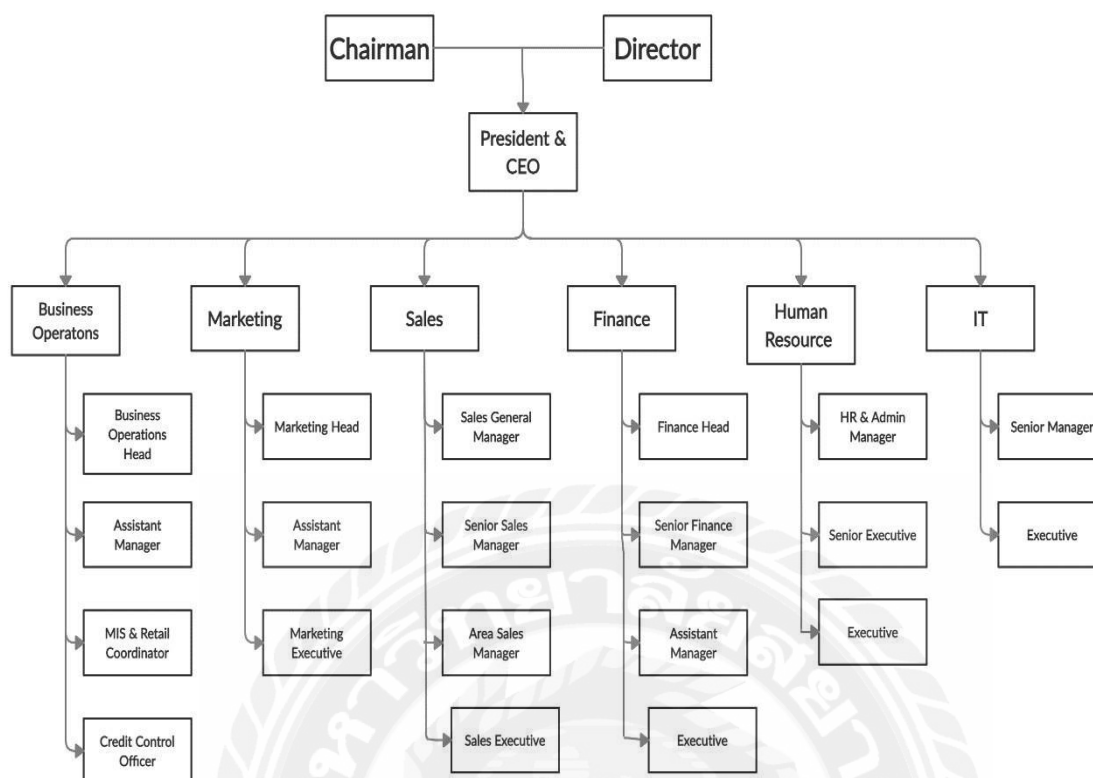 Chairman
Director
President &
CEO
Business
Operatons
Marketing
Sales
Finance
Human
Resource
IT
Business
Operations
Head
Marketing Head
Sales General
Manager
Finance Head
HR & Admin
Manager
Senior Manager
Assistant
Manager
Assistant
Manager
Senior Sales
Manager
Senior Finance
Manager
Senior Executive
Executive
MIS & Retail
Coordinator
Marketing
Executive
Area Sales
Manager
Assistant
Manager
Executive
Credit Control
Officer
Sales Executive
Executive